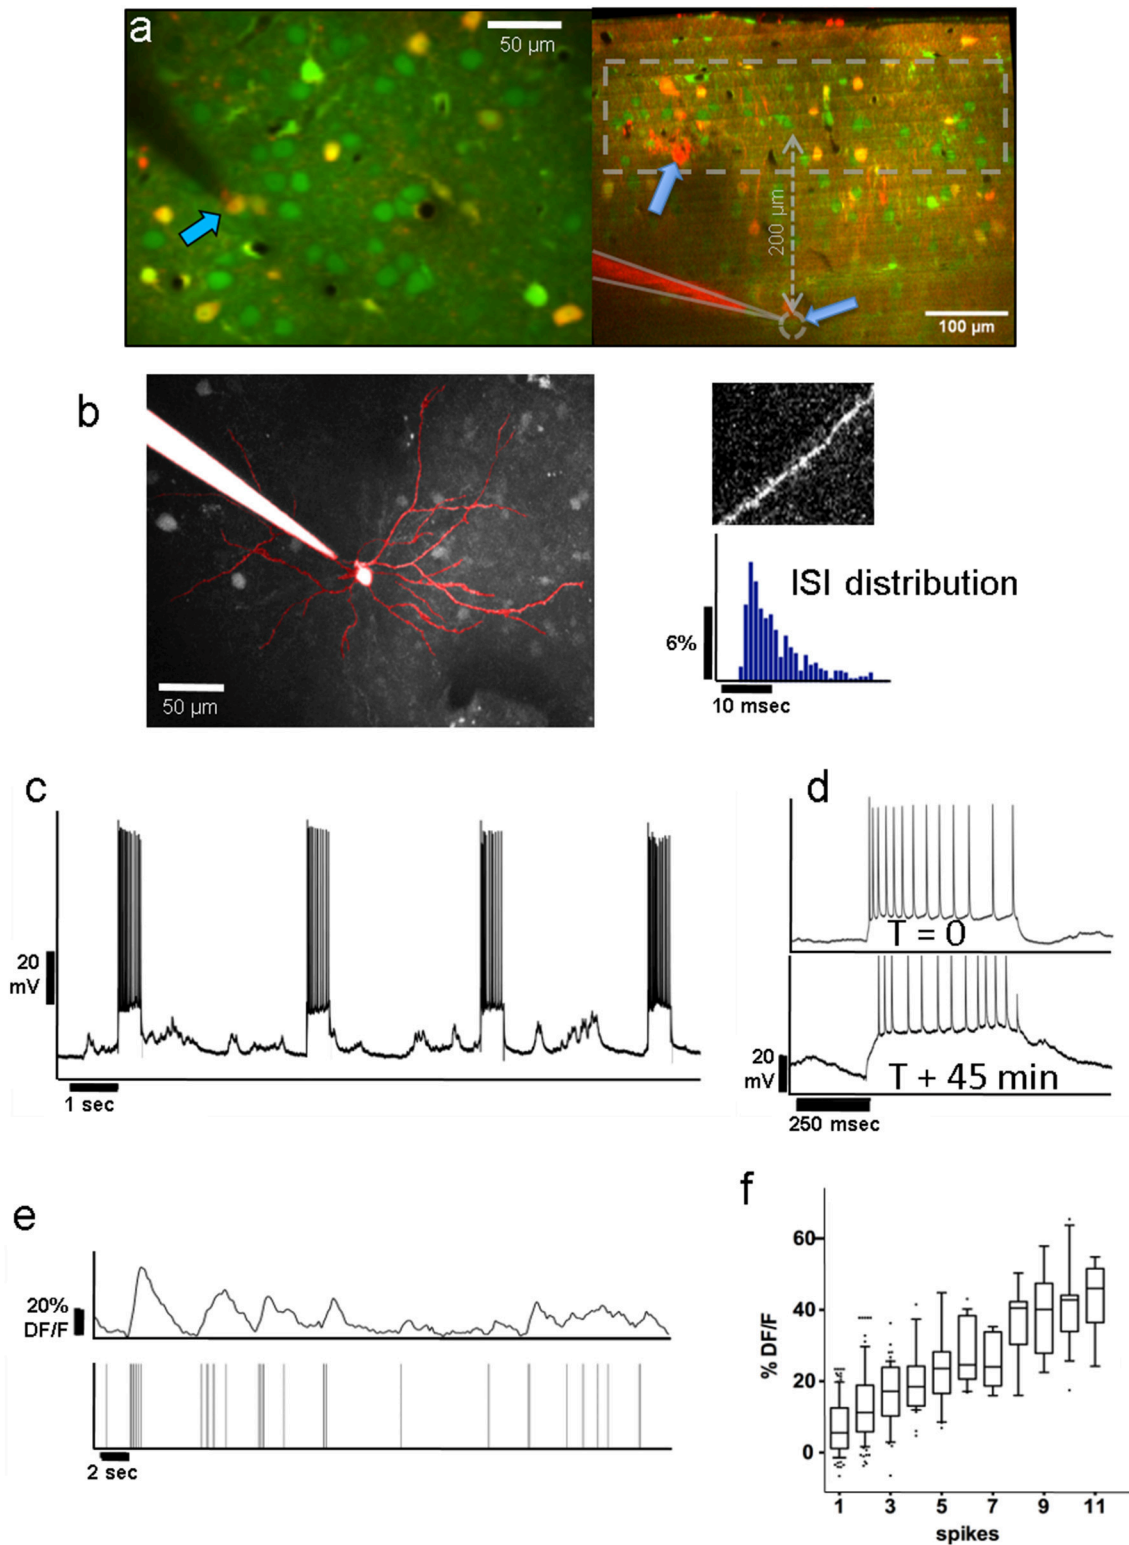 a
50 µm
200 µm
100 µm
b
50 µm
ISI distribution
6%
10 msec
c
20
mV
1 sec
d
T = 0
20
mV
T + 45 min
250 msec
e
20%
DF/F
2 sec
f
% DF/F
60
40
20
0
1 3 5 7 9 11
spikes